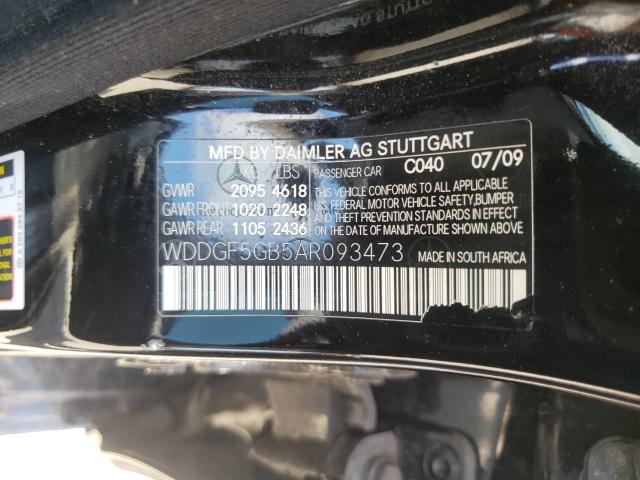 MFD BY DAIMLER AG STUTTGART
LBS PASSENGER CAR C040 07/09
GVWR 2095 4618 THIS VEHICLE CONFORMS TO ALL APPLICABLE
GAWR FRONT 1020 2248 U.S. FEDERAL MOTOR VEHICLE SAFETY, BUMPER
GAWR REAR 1105 2436 AND THEFT PREVENTION STANDARDS
IN EFFECT ON THE DATE OF MANUFACTURE SHOWN ABOVE
WDDGF5GB5AR093473 MADE IN SOUTH AFRICA